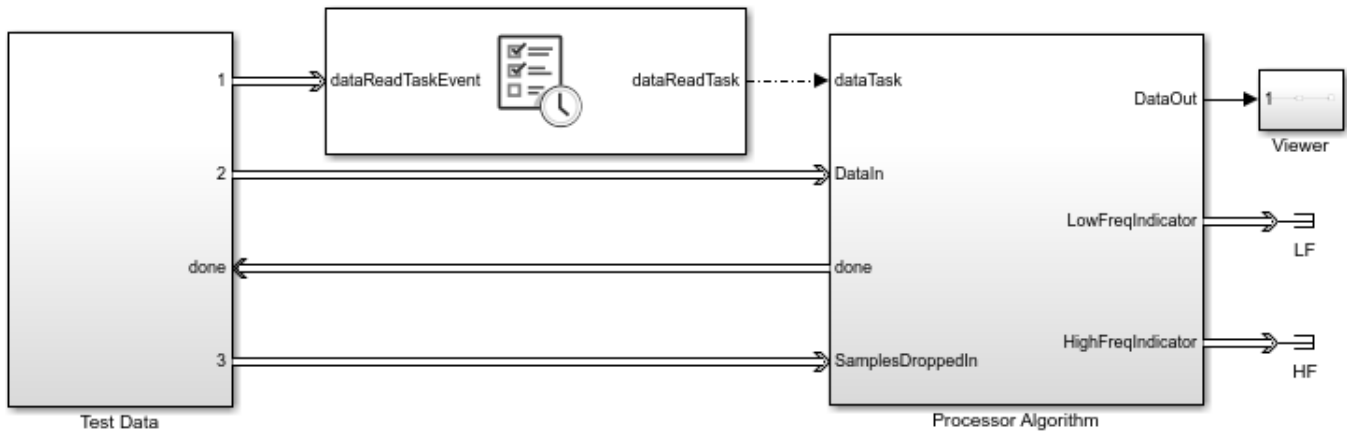 1
dataReadTaskEvent
dataReadTask
dataTask
DataOut
1
Viewer
2
DataIn
LowFreqIndicator
LF
done
done
HighFreqIndicator
HF
3
SamplesDroppedIn
Test Data
Processor Algorithm